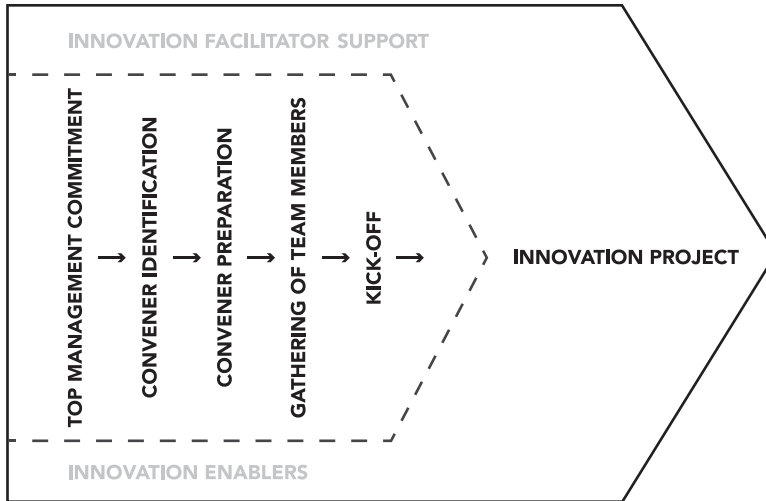 INNOVATION FACILITATOR SUPPORT
TOP MANAGEMENT COMMITMENT
CONVENER IDENTIFICATION
CONVENER PREPARATION
GATHERING OF TEAM MEMBERS
KICK-OFF
INNOVATION PROJECT
INNOVATION ENABLERS